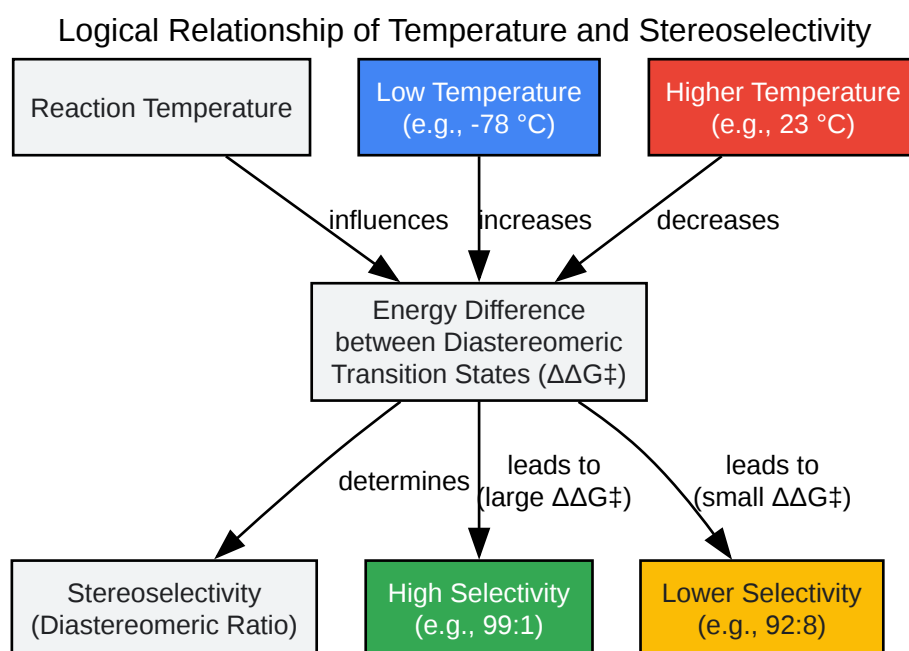 Logical Relationship of Temperature and Stereoselectivity
Reaction Temperature
Low Temperature
(e.g., -78 °C)
Higher Temperature
(e.g., 23 °C)
influences
increases
decreases
Energy Difference
between Diastereomeric
Transition States (ΔΔG‡)
determines
leads to
(large ΔΔG‡)
leads to
(small ΔΔG‡)
Stereoselectivity
(Diastereomeric Ratio)
High Selectivity
(e.g., 99:1)
Lower Selectivity
(e.g., 92:8)